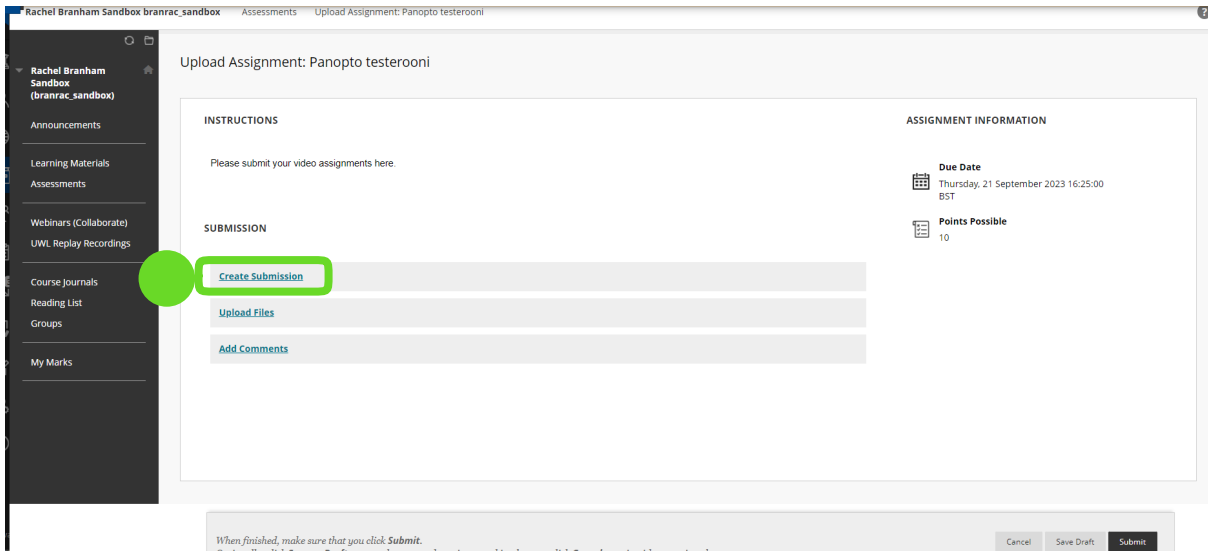 Rachel Branham Sandbox branrac_sandbox Assessments Upload Assignment: Panopto testerooni
?
Rachel Branham
Sandbox
(branrac_sandbox)
Announcements
Learning Materials
Assessments
Webinars (Collaborate)
UWL Replay Recordings
Course Journals
Reading List
Groups
My Marks
Upload Assignment: Panopto testerooni
INSTRUCTIONS
Please submit your video assignments here.
SUBMISSION
Create Submission
Upload Files
Add Comments
ASSIGNMENT INFORMATION
Due Date
Thursday, 21 September 2023 16:25:00
BST
Points Possible
10
When finished, make sure that you click Submit.
Cancel Save Draft Submit